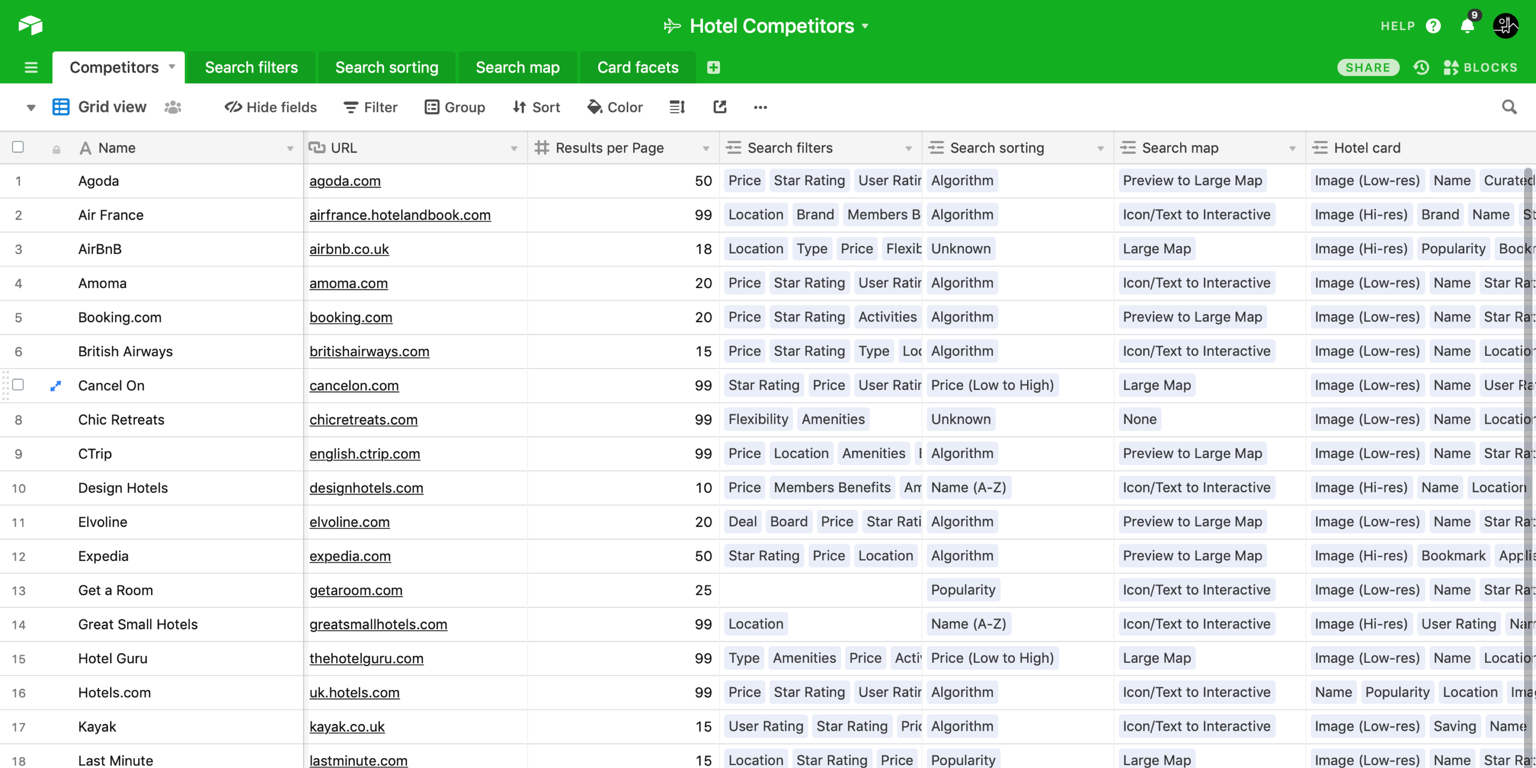 Hotel Competitors
HELP ? 9
Competitors Search filters Search sorting Search map Card facets SHARE BLOCKS
Grid view Hide fields Filter Group Sort Color ...
A Name URL # Results per Page Search filters Search sorting Search map Hotel card
1 Agoda agoda.com 50 Price Star Rating User Ratin Algorithm Preview to Large Map Image (Low-res) Name Curated
2 Air France airfrance.hotelandbook.com 99 Location Brand Members B Algorithm Icon/Text to Interactive Image (Hi-res) Brand Name St
3 AirBnB airbnb.co.uk 18 Location Type Price Flexib Unknown Large Map Image (Hi-res) Popularity Book
4 Amoma amoma.com 20 Price Star Rating User Ratin Algorithm Icon/Text to Interactive Image (Low-res) Name Star Rat
5 Booking.com booking.com 20 Price Star Rating Activities Algorithm Preview to Large Map Image (Low-res) Name Star Rat
6 British Airways britishairways.com 15 Price Star Rating Type Loc Algorithm Icon/Text to Interactive Image (Low-res) Name Location
Cancel On cancelon.com 99 Star Rating Price User Ratin Price (Low to High) Large Map Image (Low-res) Name User Ra
8 Chic Retreats chicretreats.com 99 Flexibility Amenities Unknown None Image (Low-res) Name Location
9 CTrip english.ctrip.com 99 Price Location Amenities Algorithm Preview to Large Map Image (Low-res) Name Star Rat
10 Design Hotels designhotels.com 10 Price Members Benefits Am Name (A-Z) Icon/Text to Interactive Image (Hi-res) Name Location
11 Elvoline elvoline.com 20 Deal Board Price Star Rati Algorithm Preview to Large Map Image (Low-res) Name Star Rat
12 Expedia expedia.com 50 Star Rating Price Location Algorithm Preview to Large Map Image (Hi-res) Bookmark Appli
13 Get a Room getaroom.com 25 Popularity Icon/Text to Interactive Image (Low-res) Name Star Rat
14 Great Small Hotels greatsmallhotels.com 99 Location Name (A-Z) Icon/Text to Interactive Image (Hi-res) User Rating Nam
15 Hotel Guru thehotelguru.com 99 Type Amenities Price Activ Price (Low to High) Large Map Image (Low-res) Name Location
16 Hotels.com uk.hotels.com 99 Price Star Rating User Ratin Algorithm Icon/Text to Interactive Name Popularity Location Ima
17 Kayak kayak.co.uk 15 User Rating Star Rating Pric Algorithm Icon/Text to Interactive Image (Low-res) Saving Name
18 Last Minute lastminute.com 15 Location Star Rating Price Popularity Large Map Image (Low-res) Name Star Rat